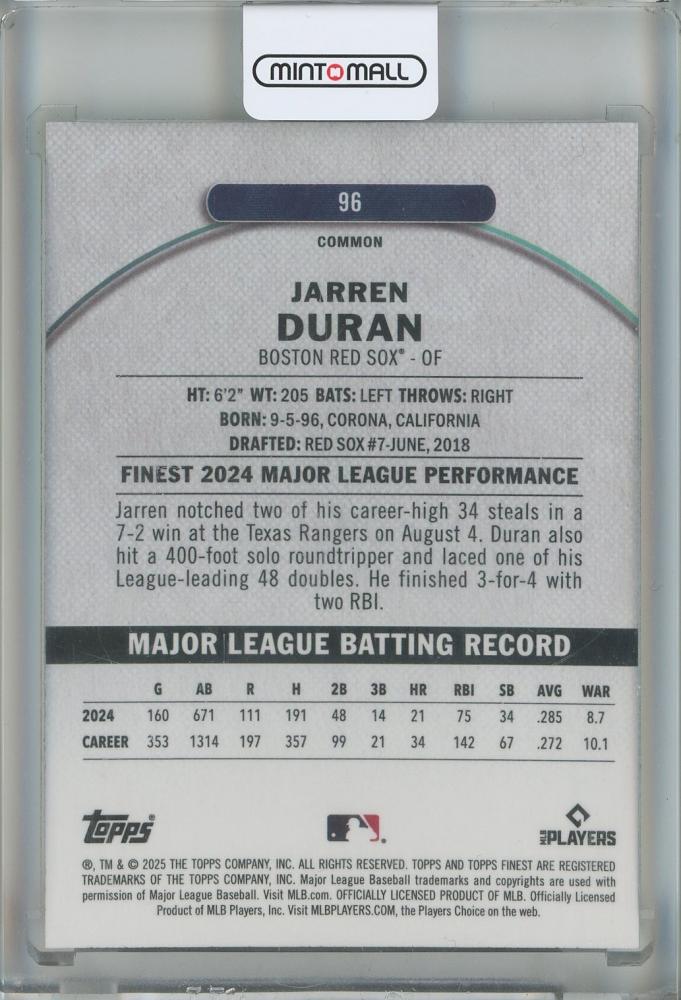 MINTMALL
96
COMMON
JARREN
DURAN
BOSTON RED SOX® - OF
HT: 6'2" WT: 205 BATS: LEFT THROWS: RIGHT
BORN: 9-5-96, CORONA, CALIFORNIA
DRAFTED: RED SOX #7-JUNE, 2018
FINEST 2024 MAJOR LEAGUE PERFORMANCE
Jarren notched two of his career-high 34 steals in a
7-2 win at the Texas Rangers on August 4. Duran also
hit a 400-foot solo roundtripper and laced one of his
League-leading 48 doubles. He finished 3-for-4 with
two RBI.
MAJOR LEAGUE BATTING RECORD
G AB R H 2B 3B HR RBI SB AVG WAR
2024 160 671 111 191 48 14 21 75 34 .285 8.7
CAREER 353 1314 197 357 99 21 34 142 67 .272 10.1
topps® MLB PLAYERS
®, TM & © 2025 THE TOPPS COMPANY, INC. ALL RIGHTS RESERVED. TOPPS AND TOPPS FINEST ARE REGISTERED
TRADEMARKS OF THE TOPPS COMPANY, INC. Major League Baseball trademarks and copyrights are used with
permission of Major League Baseball. Visit MLB.com. OFFICIALLY LICENSED PRODUCT OF MLB. Officially Licensed
Product of MLB Players, Inc. Visit MLBPLAYERS.COM, the Players Choice on the web.